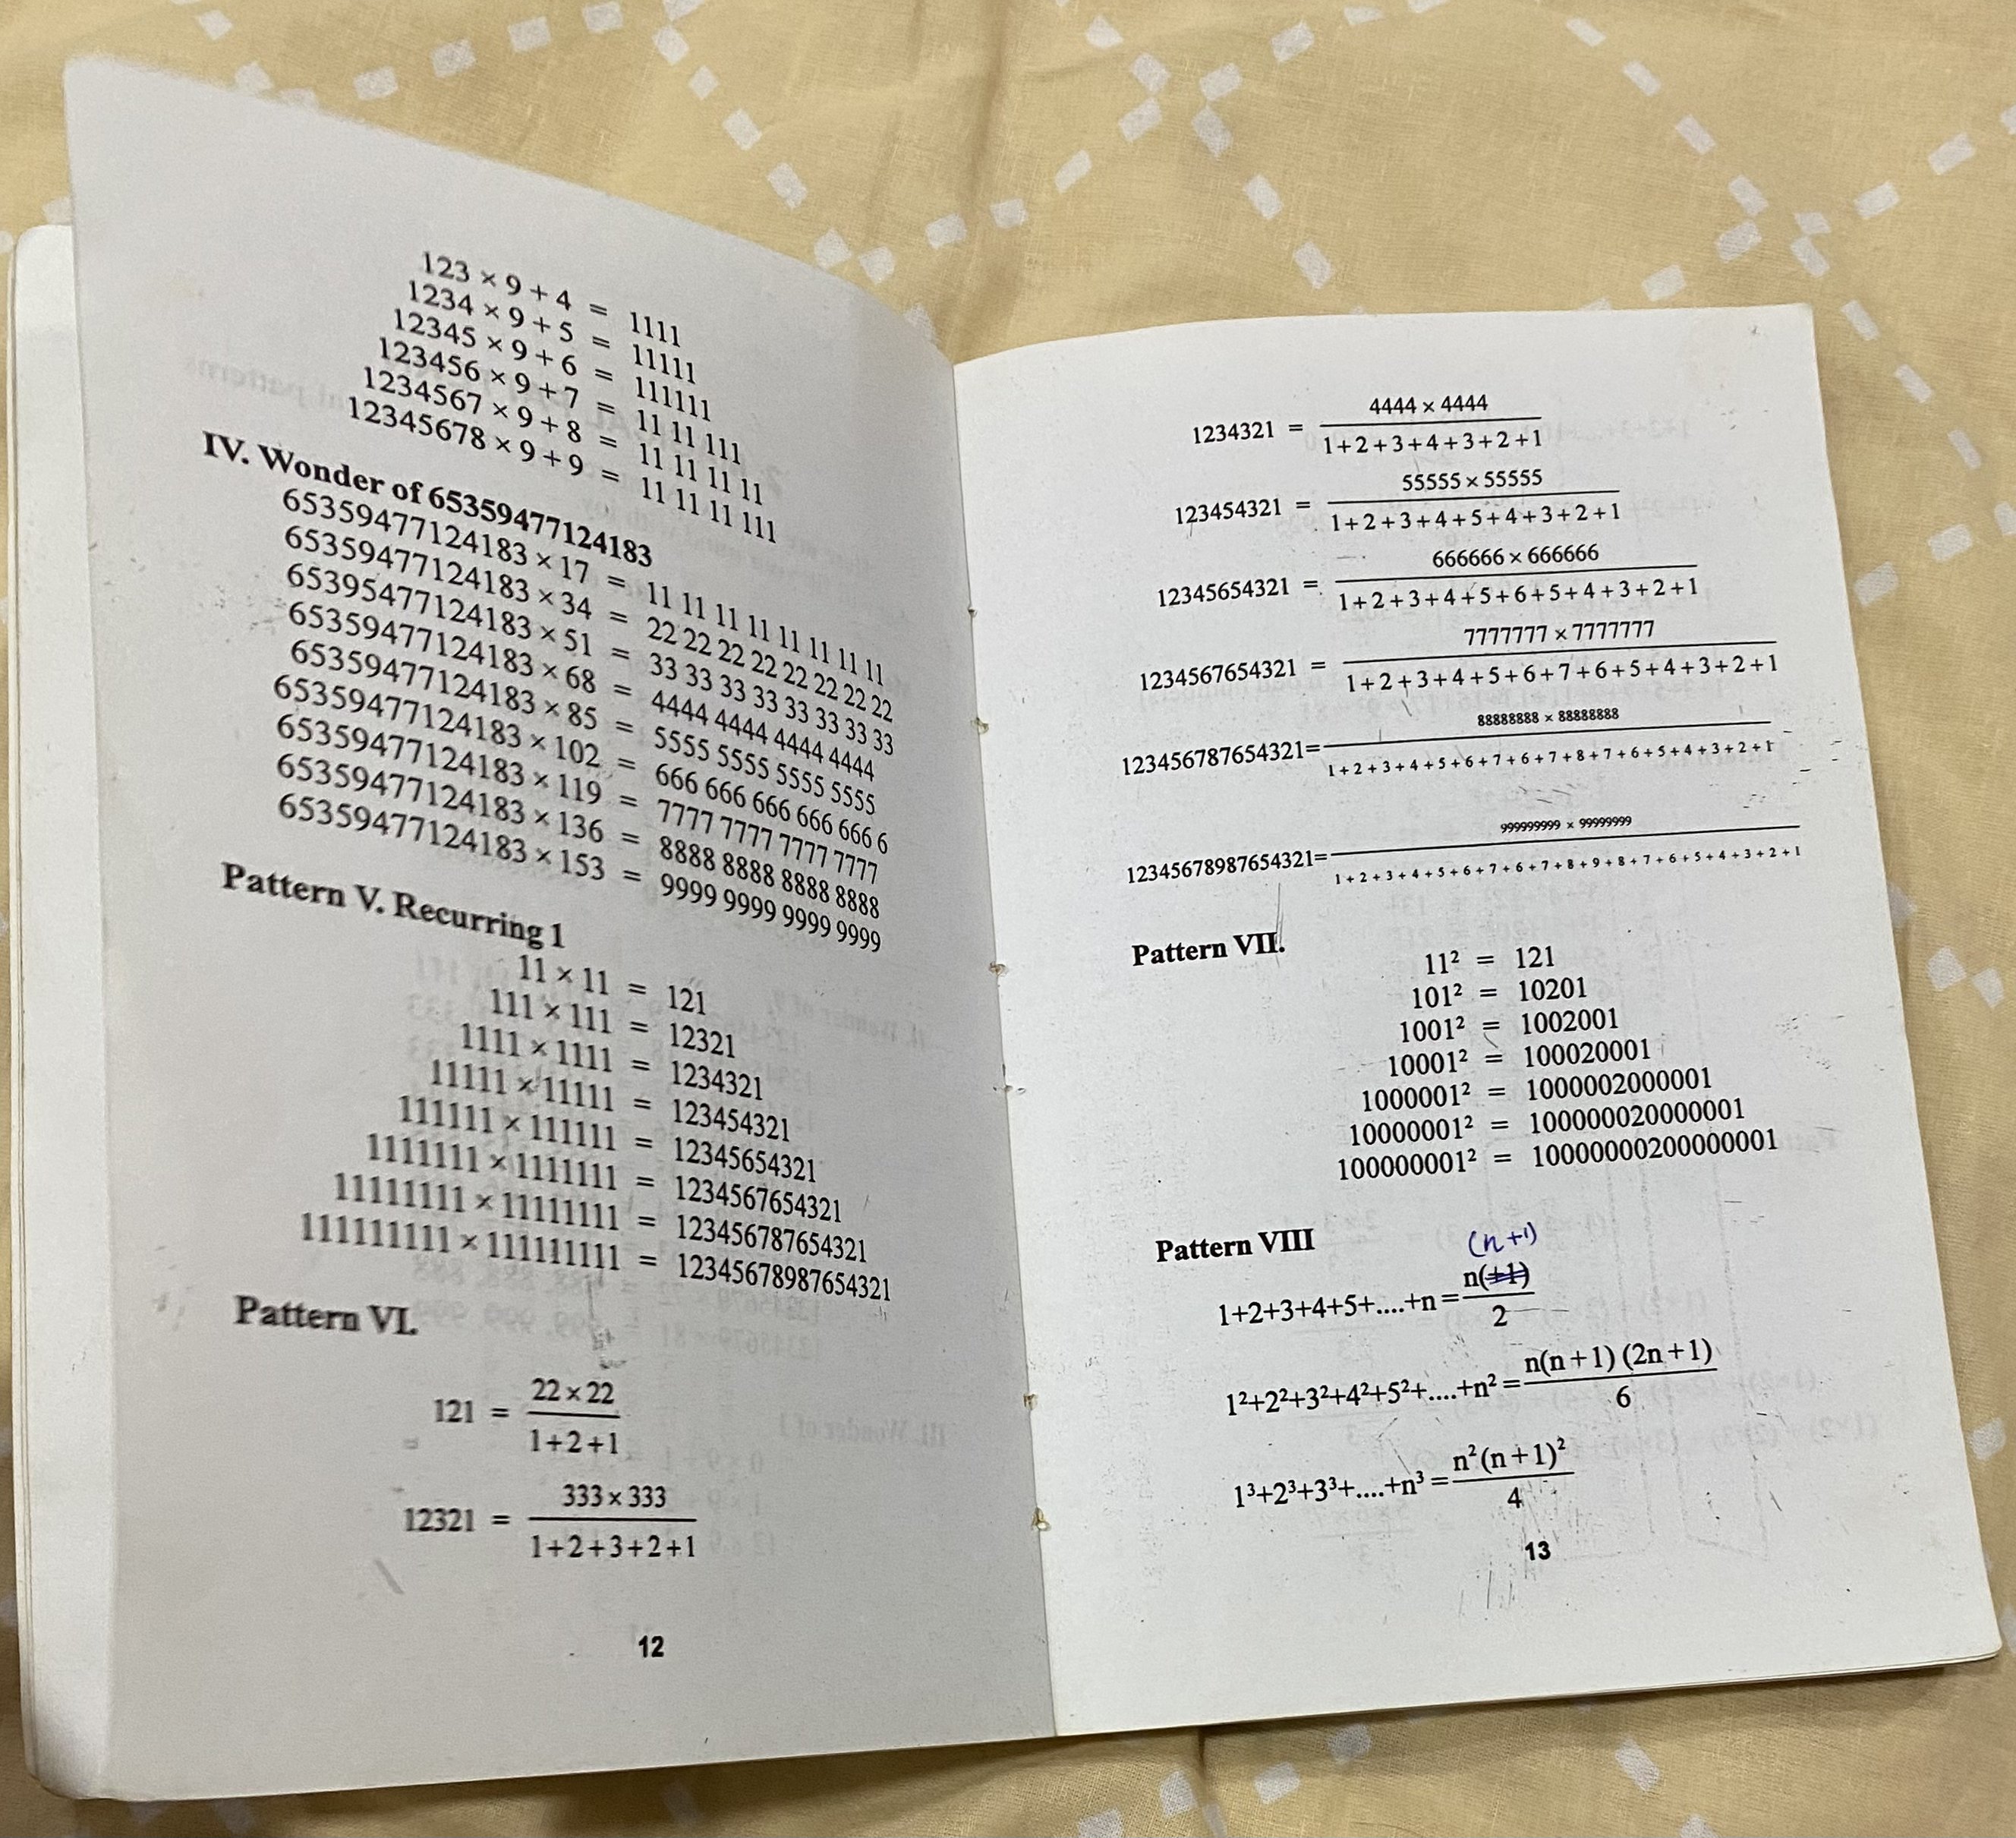 123 × 9 + 4 = 1111
1234 × 9 + 5 = 11111
12345 × 9 + 6 = 111111
123456 × 9 + 7 = 11 11 111
1234567 × 9 + 8 = 11 11 11 11
12345678 × 9 + 9 = 11 11 11 111
IV. Wonder of 65359477124183
65359477124183 × 17 = 11 11 11 11 11 11 11 11
65359477124183 × 34 = 22 22 22 22 22 22 22 22
65395477124183 × 51 = 33 33 33 33 33 33 33 33
65359477124183 × 68 = 4444 4444 4444 4444
65359477124183 × 85 = 5555 5555 5555 5555
65359477124183 × 102 = 666 666 666 666 666 6
65359477124183 × 119 = 7777 7777 7777 7777
65359477124183 × 136 = 8888 8888 8888 8888
65359477124183 × 153 = 9999 9999 9999 9999
Pattern V. Recurring 1
11 × 11 = 121
111 × 111 = 12321
1111 × 1111 = 1234321
11111 × 11111 = 123454321
111111 × 111111 = 12345654321
1111111 × 1111111 = 1234567654321
11111111 × 11111111 = 123456787654321
111111111 × 111111111 = 12345678987654321
Pattern VI.
22 × 22
121 =
1+2+1
333 × 333
12321 =
1+2+3+2+1
12
4444 × 4444
1234321 =
1+2+3+4+3+2+1
55555 × 55555
123454321 =
1+2+3+4+5+4+3+2+1
666666 × 666666
12345654321 =
1+2+3+4+5+6+5+4+3+2+1
7777777 × 7777777
1234567654321 =
1+2+3+4+5+6+7+6+5+4+3+2+1
88888888 × 88888888
123456787654321=
1+2+3+4+5+6+7+6+7+8+7+6+5+4+3+2+1
999999999 × 99999999
12345678987654321=
1+2+3+4+5+6+7+6+7+8+9+8+7+6+5+4+3+2+1
Pattern VII.
11² = 121
101² = 10201
1001² = 1002001
10001² = 100020001
1000001² = 1000002000001
10000001² = 100000020000001
100000001² = 10000000200000001
Pattern VIII
(n+1)
n(+1)
1+2+3+4+5+....+n=
2
n(n+1) (2n+1)
1²+2²+3²+4²+5²+....+n²=
6
n²(n+1)²
1³+2³+3³+....+n³=
4
13